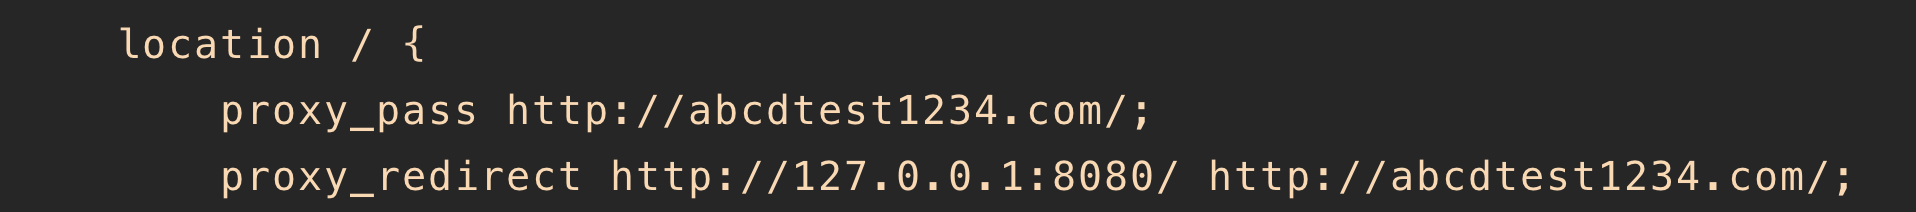 location / {
proxy_pass http://abcdtest1234.com/;
proxy_redirect http://127.0.0.1:8080/ http://abcdtest1234.com/;